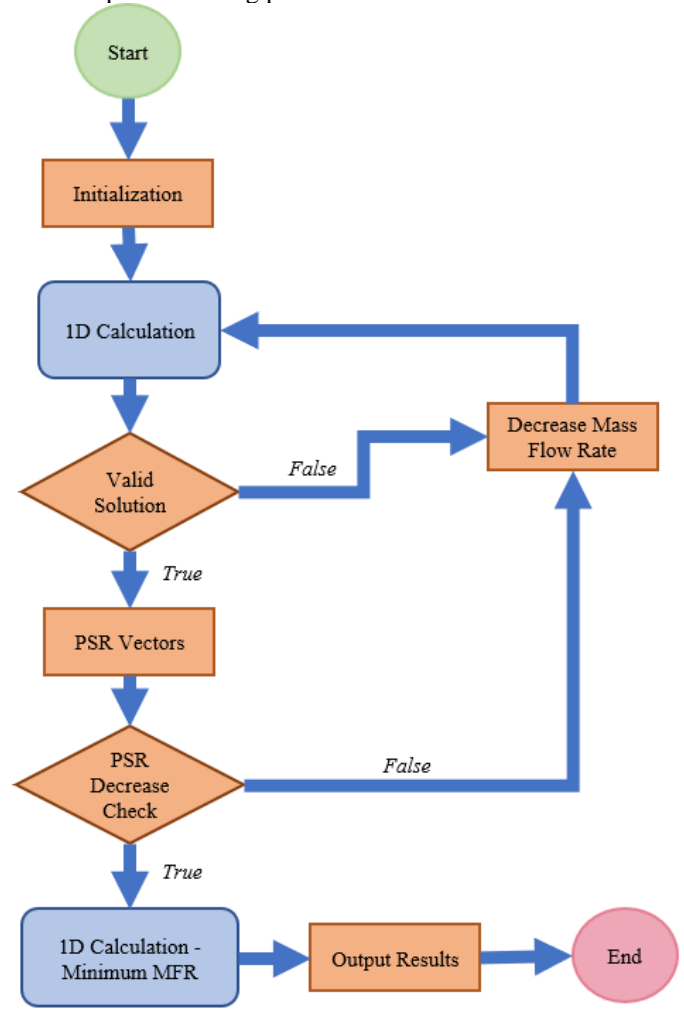 Start
Initialization
1D Calculation
Decrease Mass
Flow Rate
Valid
Solution
False
True
PSR Vectors
PSR
Decrease
Check
False
True
1D Calculation -
Minimum MFR
Output Results
End